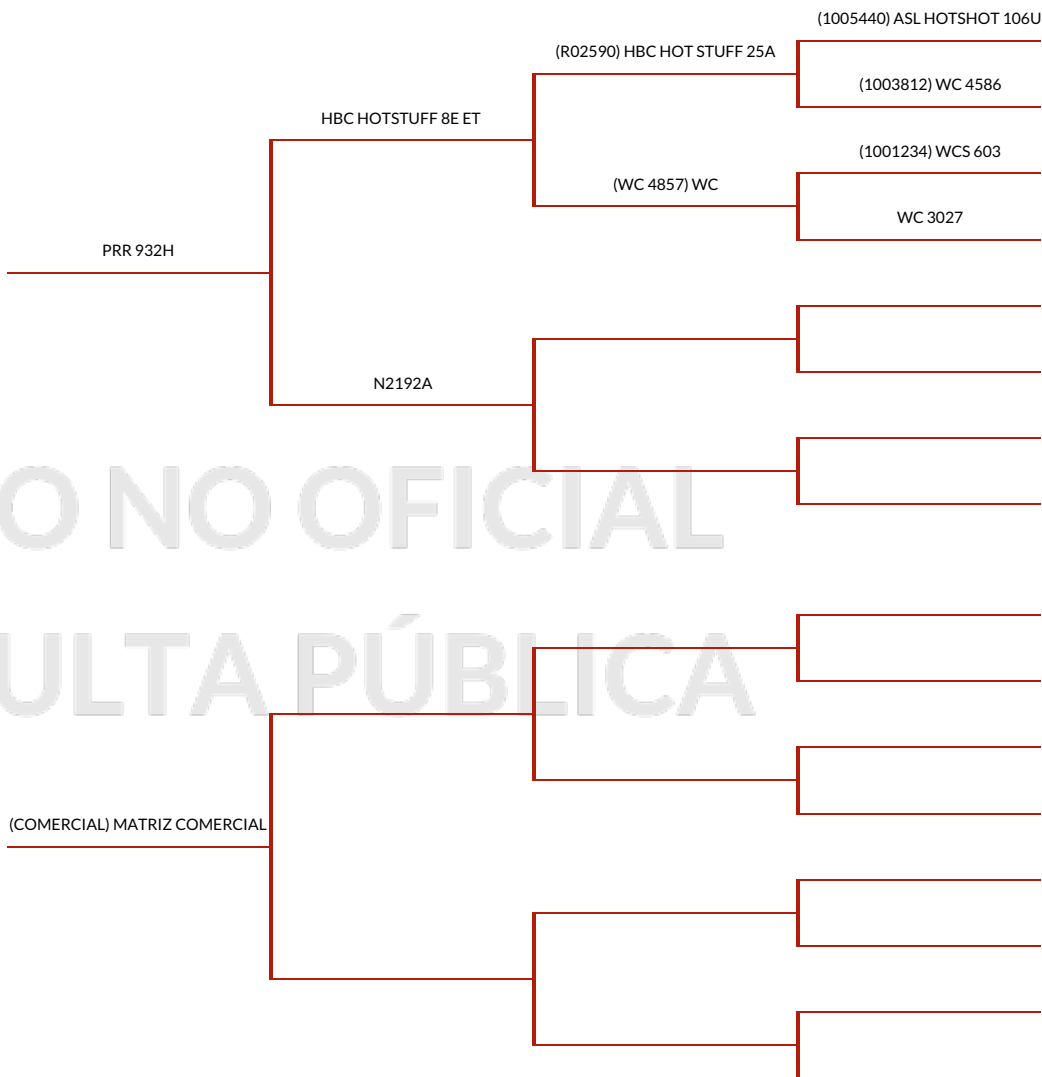 (1005440) ASL HOTSHOT 106U
(R02590) HBC HOT STUFF 25A
(1003812) WC 4586
HBC HOTSTUFF 8E ET
(1001234) WCS 603
(WC 4857) WC
WC 3027
PRR 932H
N2192A
O NO OFICIAL
ULTA PÚBLICA
(COMERCIAL) MATRIZ COMERCIAL